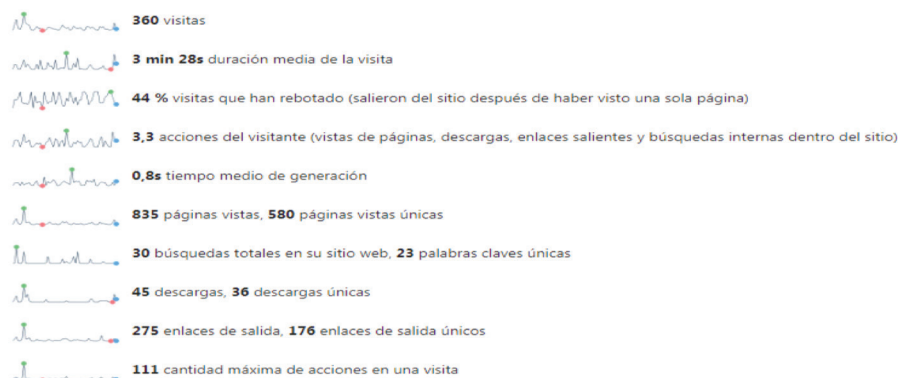 360 visitas
3 min 28s duración media de la visita
44 % visitas que han rebotado (salieron del sitio después de haber visto una sola página)
3,3 acciones del visitante (vistas de páginas, descargas, enlaces salientes y búsquedas internas dentro del sitio)
0,8s tiempo medio de generación
835 páginas vistas, 580 páginas vistas únicas
30 búsquedas totales en su sitio web, 23 palabras claves únicas
45 descargas, 36 descargas únicas
275 enlaces de salida, 176 enlaces de salida únicos
111 cantidad máxima de acciones en una visita